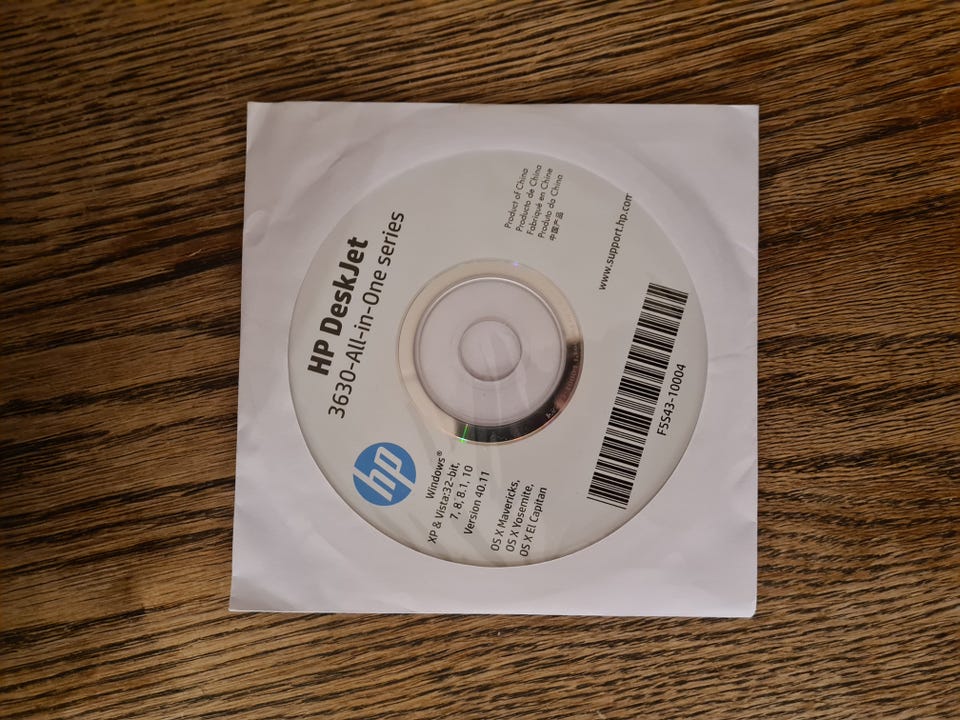 HP DeskJet
3630-All-in-One series
hp
Windows®
XP & Vista:32-bit,
7, 8, 8.1, 10
Version 40.11
OS X Mavericks,
OS X Yosemite,
OS X El Capitan
Product of China
Producto de China
Fabriqué en Chine
Produto da China
中国产品
www.support.hp.com
F5S43-10004